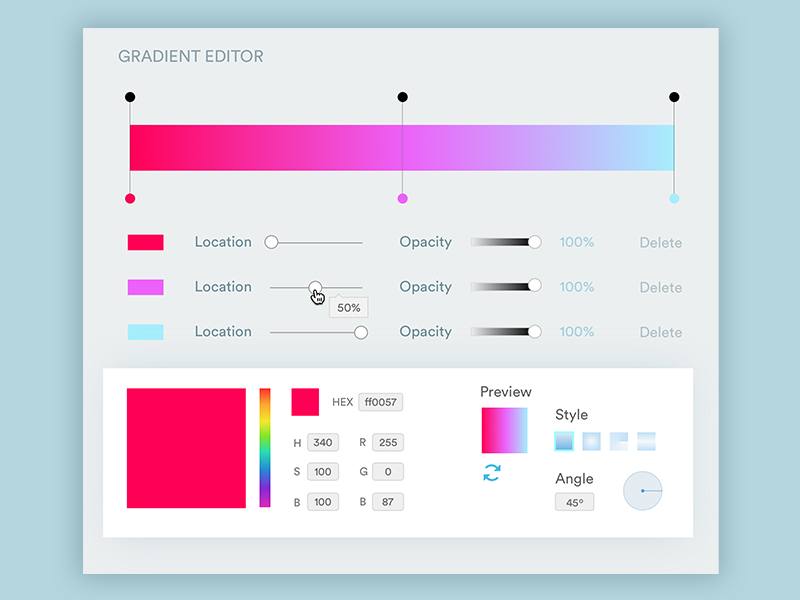 GRADIENT EDITOR
Location Opacity 100% Delete
Location Opacity 100% Delete
50%
Location Opacity 100% Delete
HEX ff0057
H 340 R 255
S 100 G 0
B 100 B 87
Preview
Style
Angle
45°